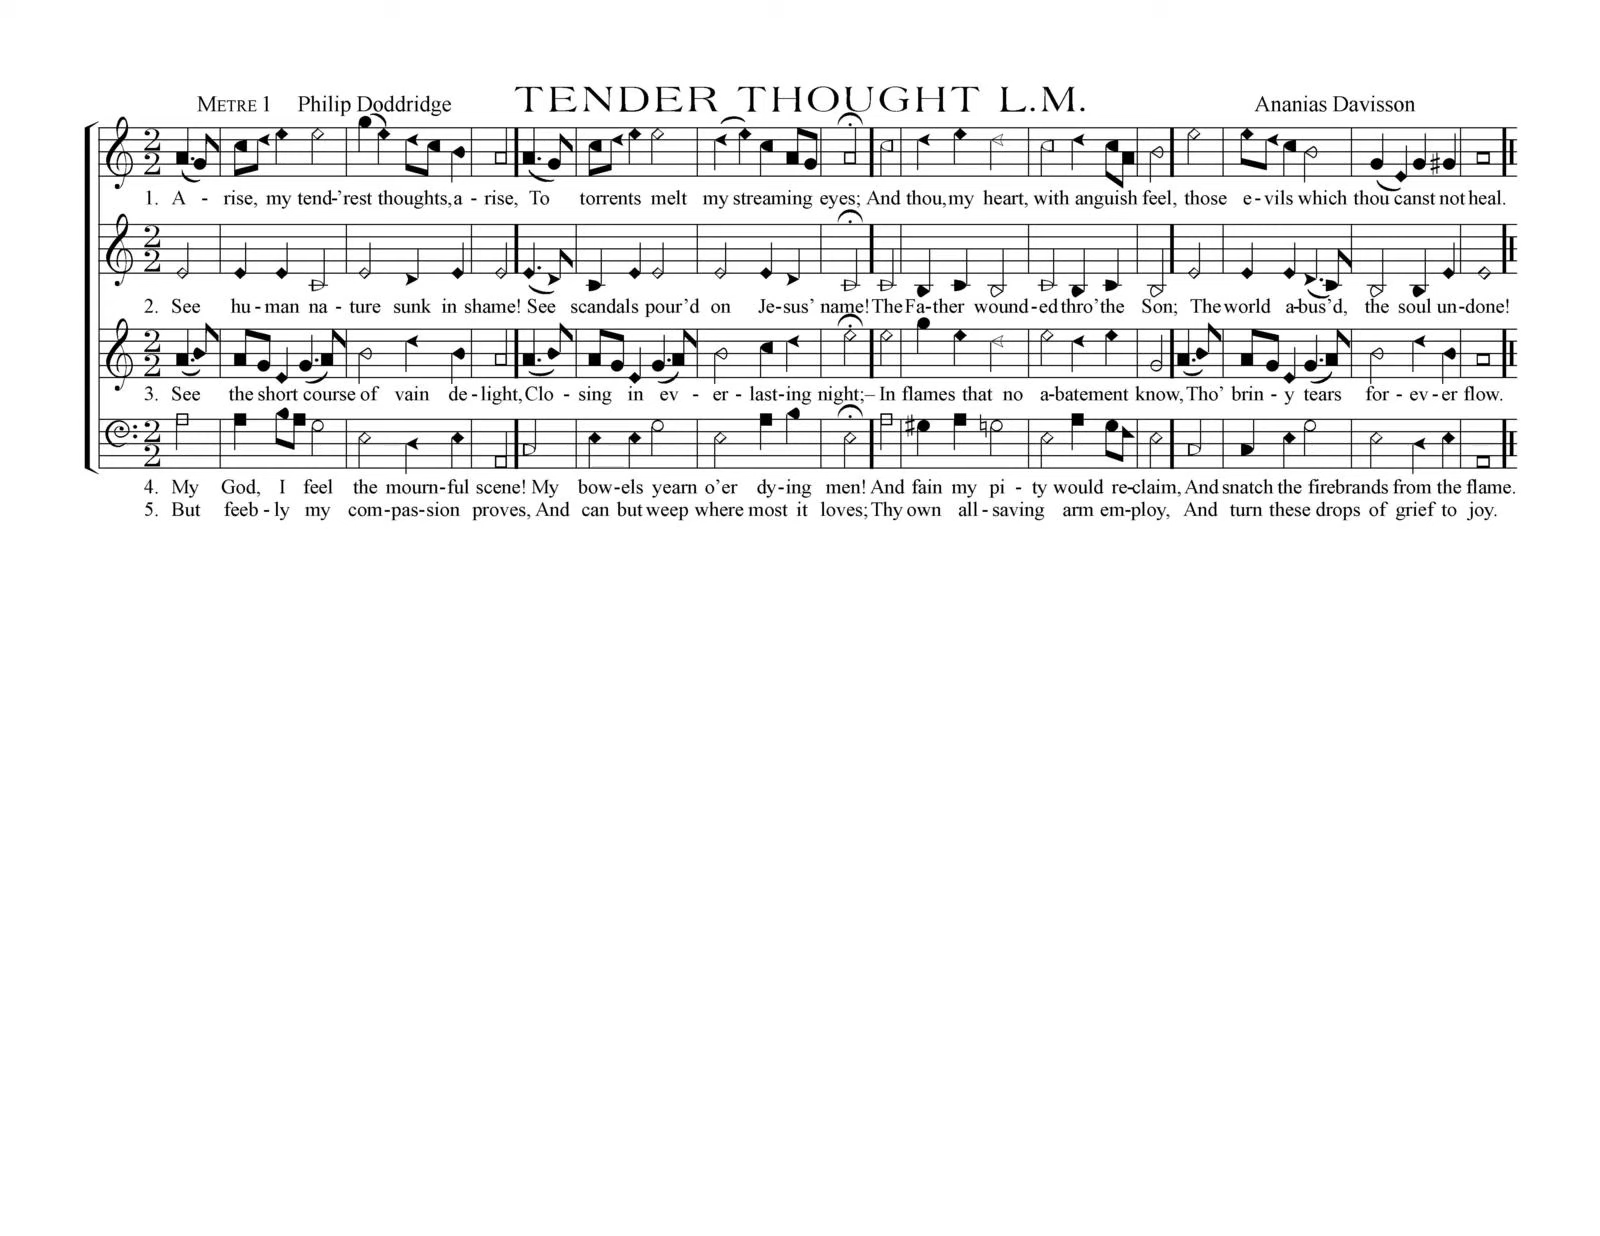 METRE 1 Philip Doddridge TENDER THOUGHT L.M. Ananias Davisson
1. A - rise, my tend-'rest thoughts, a - rise, To torrents melt my streaming eyes; And thou, my heart, with anguish feel, those e - vils which thou canst not heal.
2. See hu - man na - ture sunk in shame! See scandals pour'd on Je-sus' name! The Fa-ther wound-ed thro' the Son; The world a-bus'd, the soul un-done!
3. See the short course of vain de - light, Clo - sing in ev - er - last-ing night;– In flames that no a-batement know, Tho' brin - y tears for - ev - er flow.
4. My God, I feel the mourn-ful scene! My bow-els yearn o'er dy-ing men! And fain my pi - ty would re-claim, And snatch the firebrands from the flame.
5. But feeb - ly my com-pas-sion proves, And can but weep where most it loves; Thy own all - saving arm em-ploy, And turn these drops of grief to joy.